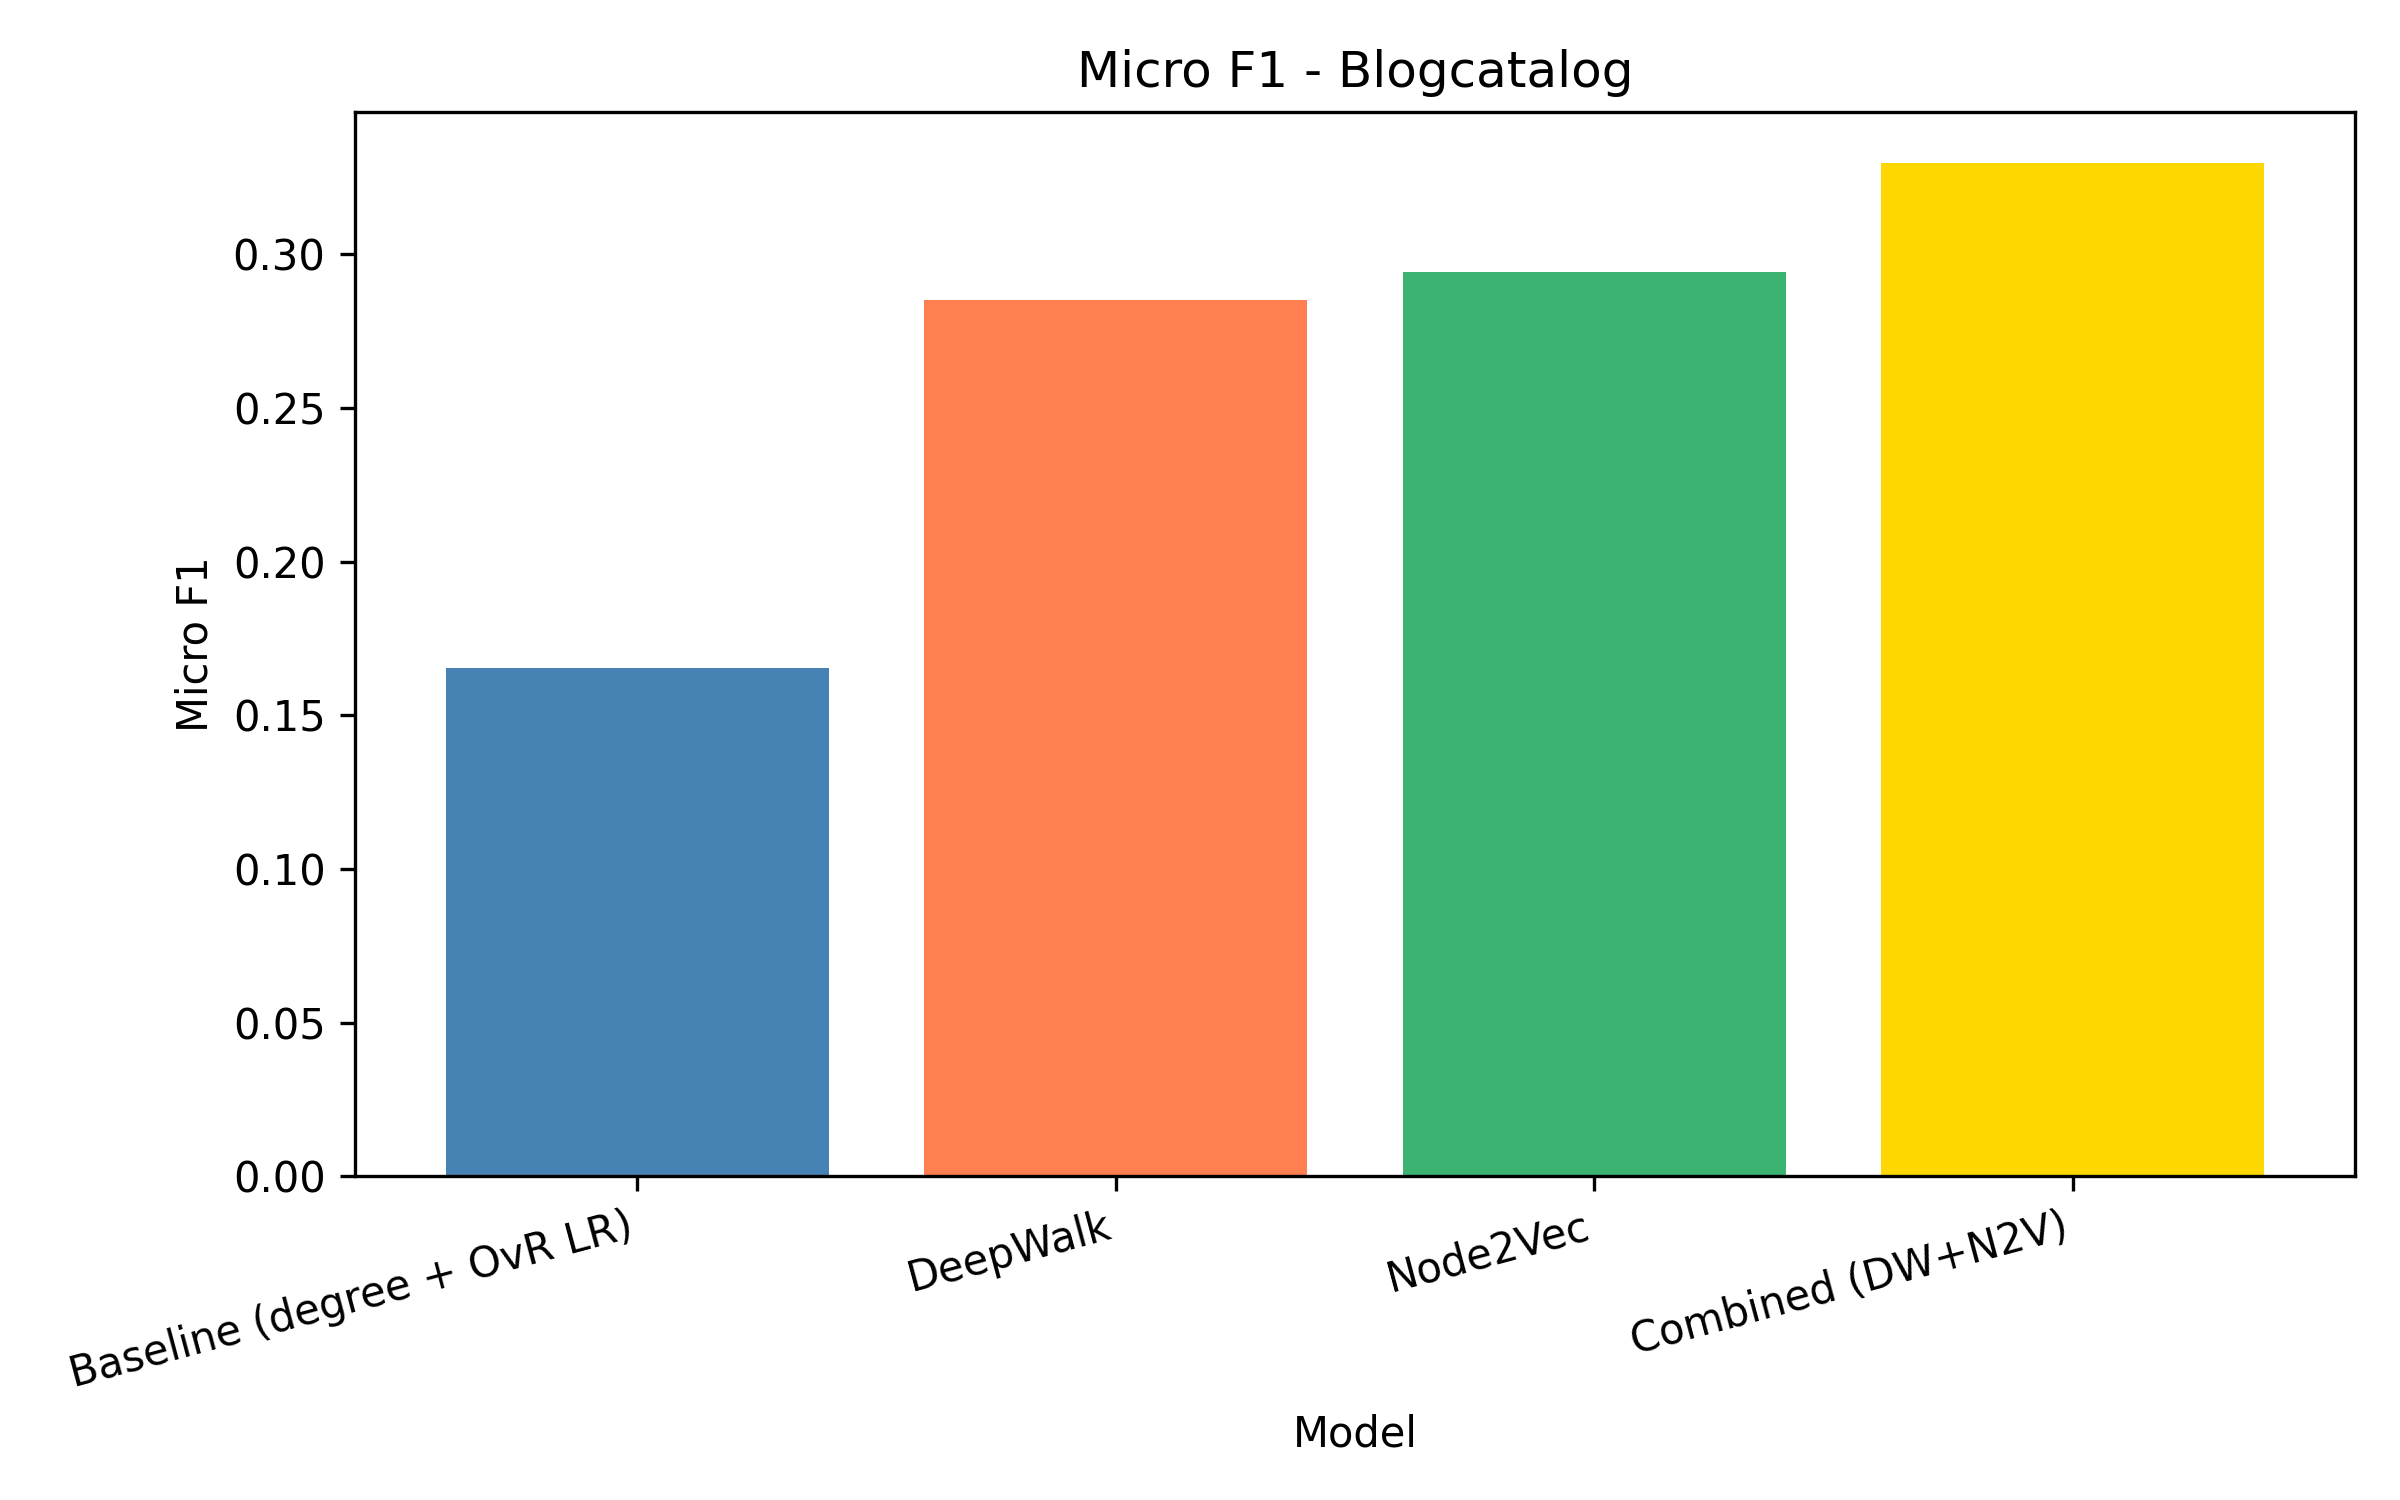 Micro F1 - Blogcatalog
Micro F1
0.30
0.25
0.20
0.15
0.10
0.05
0.00
Baseline (degree + OvR LR)
DeepWalk
Node2Vec
Combined (DW+N2V)
Model